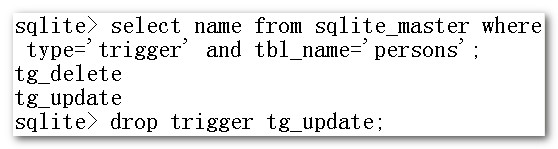 sqlite> select name from sqlite_master where
 type='trigger' and tbl_name='persons';
tg_delete
tg_update
sqlite> drop trigger tg_update;